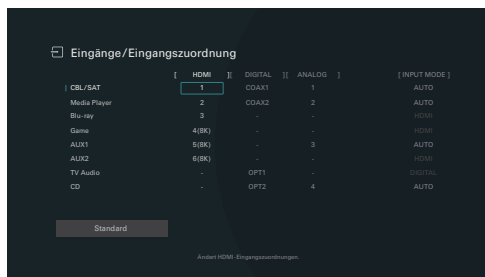 Eingänge/Eingangszuordnung
[ HDMI ][ DIGITAL ][ ANALOG ] [ INPUT MODE ]
CBL/SAT 1 COAX1 1 AUTO
Media Player 2 COAX2 2 AUTO
Blu-ray 3 - - HDMI
Game 4(8K) - - AUTO
AUX1 5(8K) - 3 AUTO
AUX2 6(8K) - - HDMI
TV Audio - OPT1 - DIGITAL
CD - OPT2 4 AUTO
Standard
Ändert HDMI-Eingangszuordnungen.